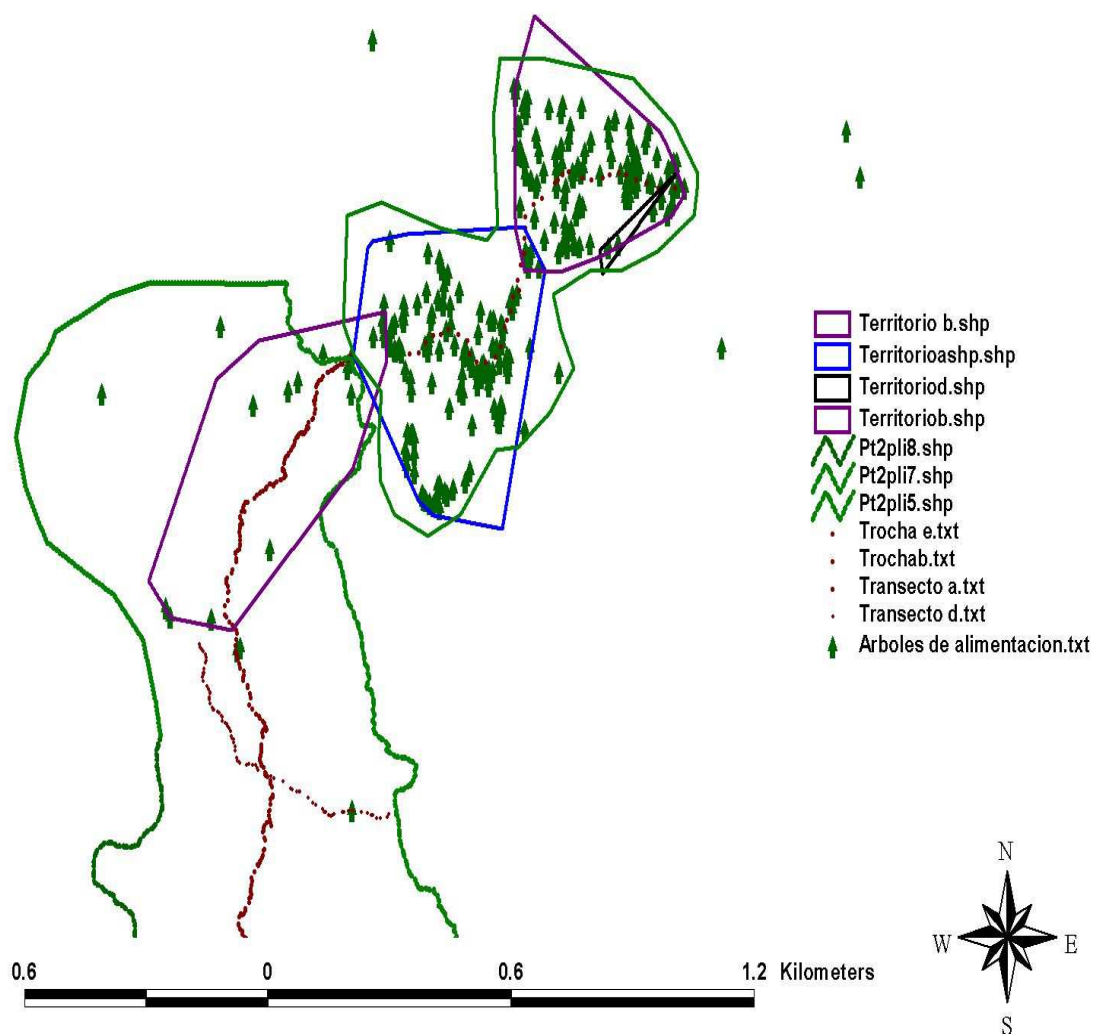 Territorio b.shp
Territorioashp.shp
Territoriod.shp
Territoriob.shp
Pt2pli8.shp
Pt2pli7.shp
Pt2pli5.shp
Trocha e.txt
Trochab.txt
Transecto a.txt
Transecto d.txt
Arboles de alimentacion.txt
N
W E
S
0.6 0 0.6 1.2 Kilometers